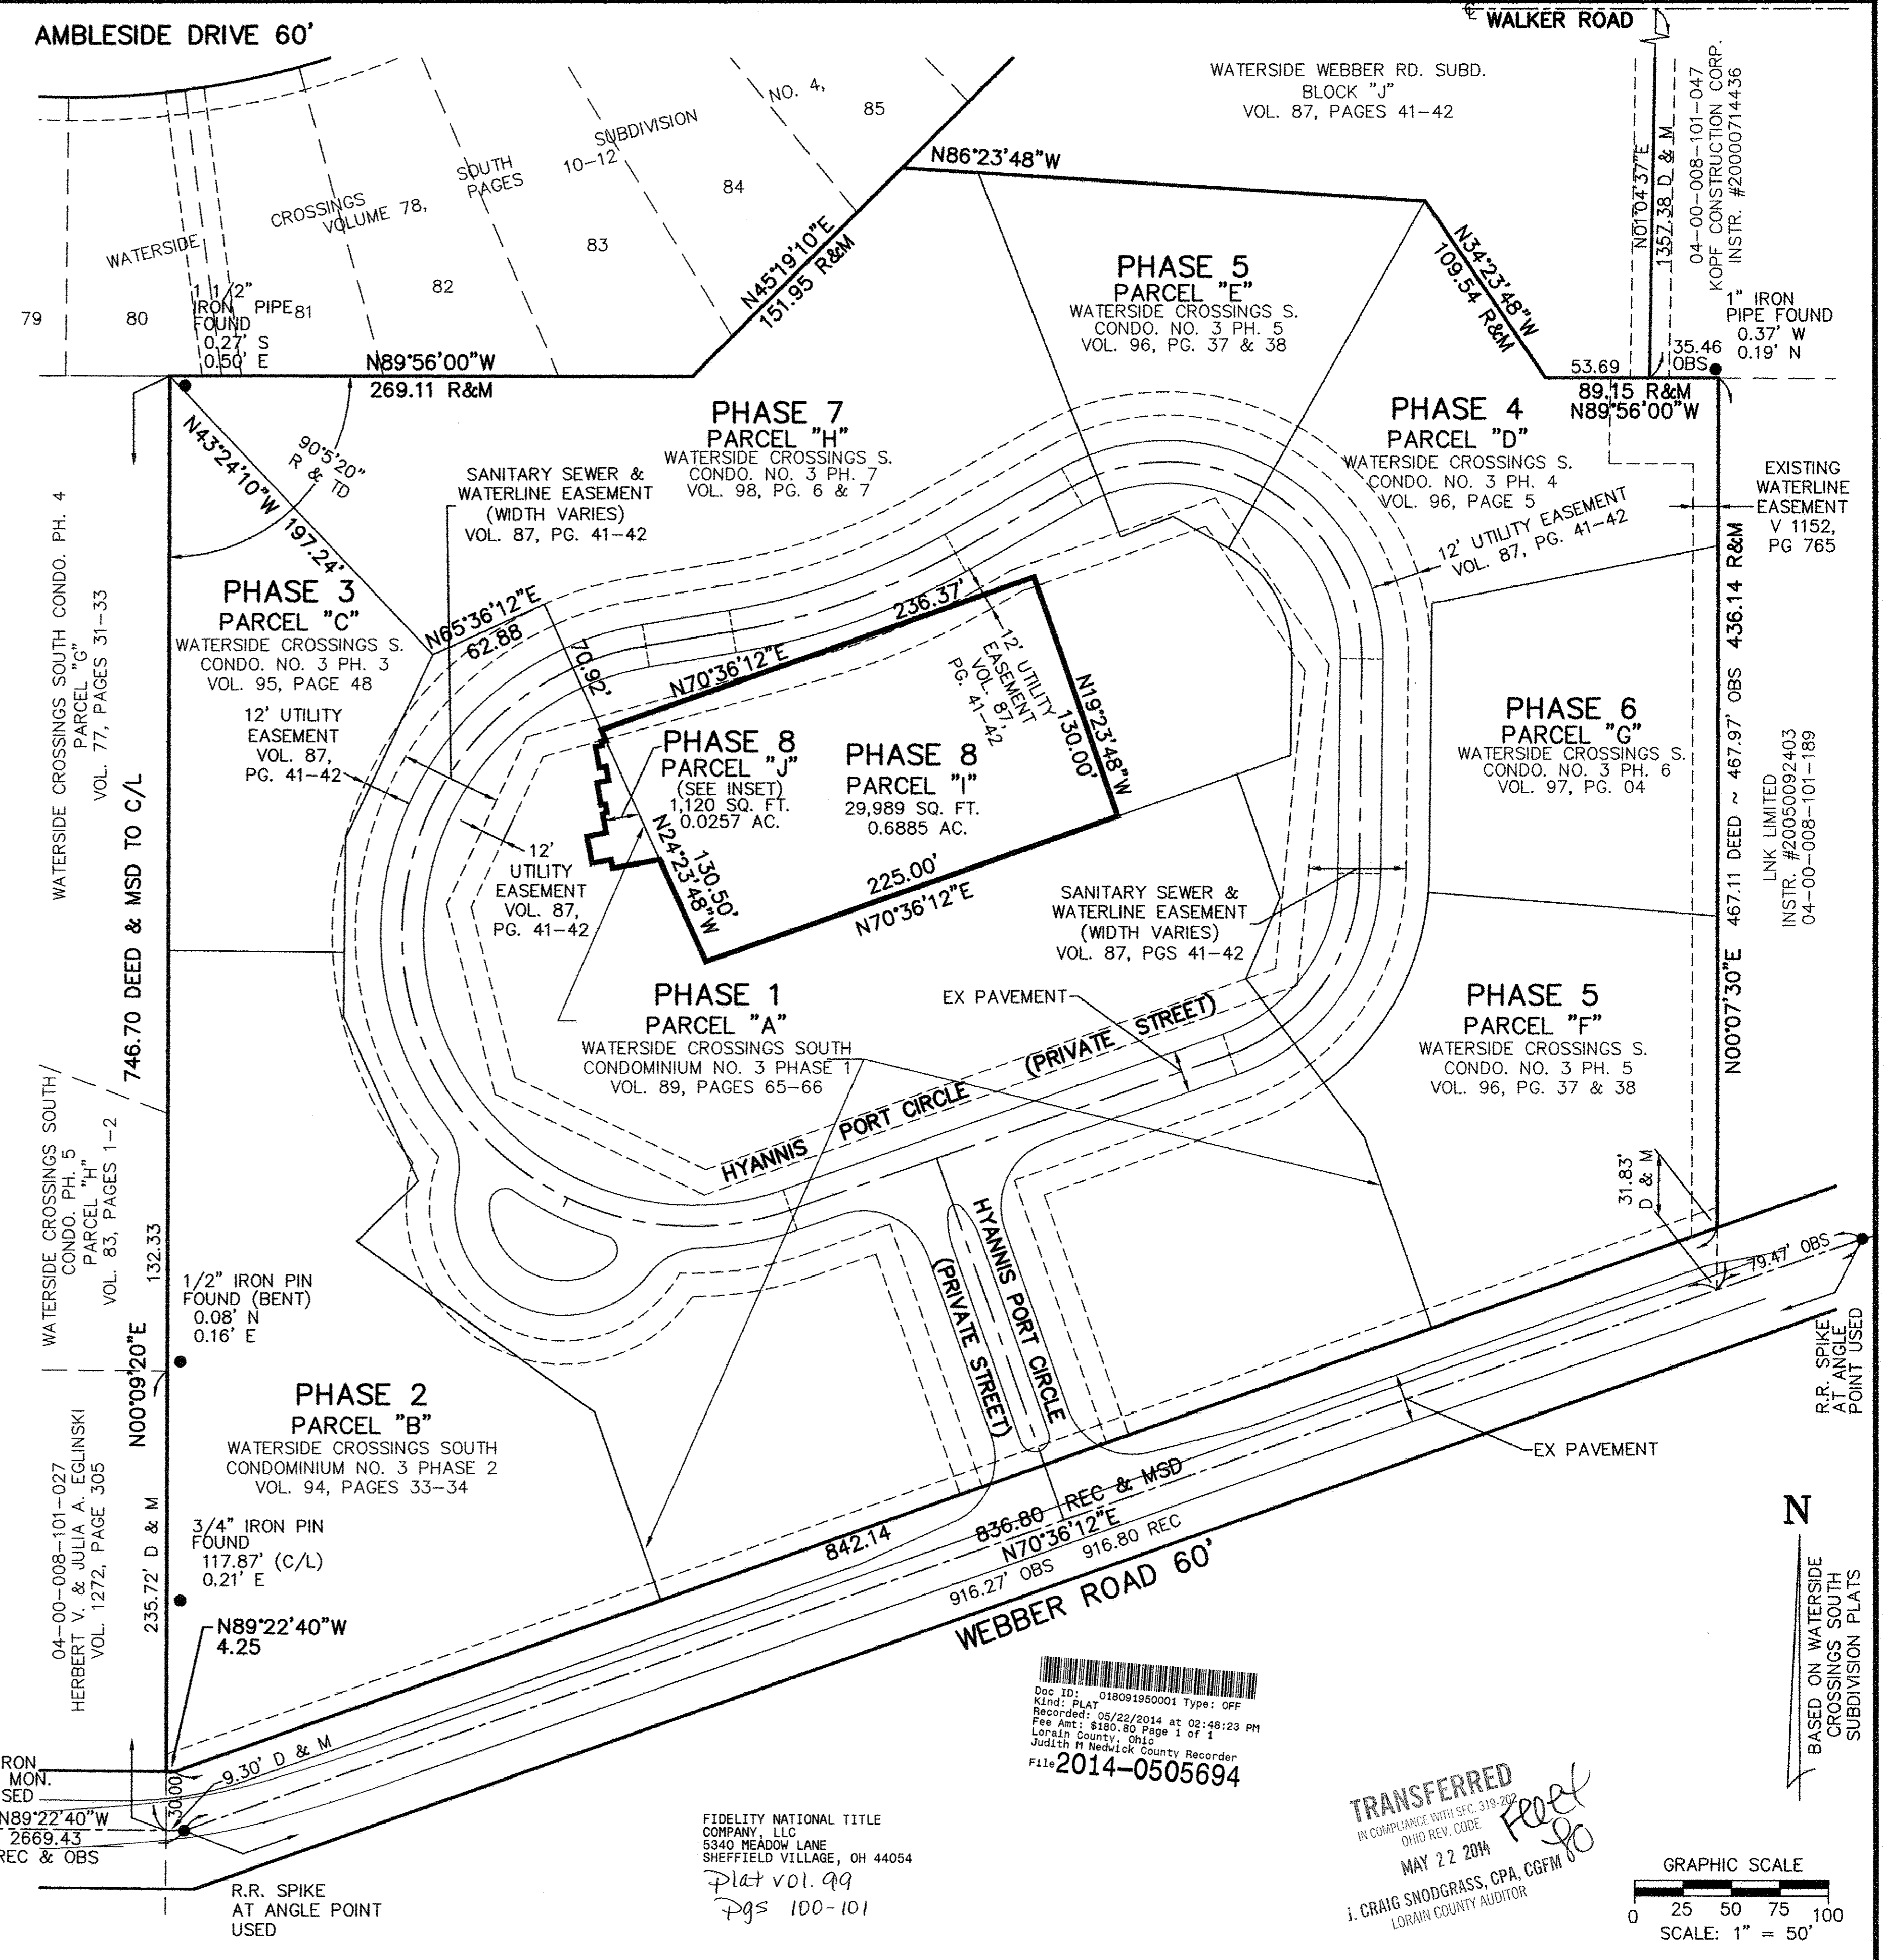 AMBLESIDE DRIVE 60'
℄ WALKER ROAD
WATERSIDE WEBBER RD. SUBD.
BLOCK "J"
VOL. 87, PAGES 41-42
WATERSIDE CROSSINGS SOUTH SUBDIVISION NO. 4,
VOLUME 78, PAGES 10-12
79
80
81
82
83
84
85
1 1/2"
IRON PIPE
FOUND
0.27' S
0.50' E
N89°56'00"W
269.11 R&M
N45°19'10"E
151.95 R&M
N86°23'48"W
N34°23'48"W
109.54 R&M
N01°04'37"E
1357.38 D & M
04-00-008-101-047
KOPF CONSTRUCTION CORP.
INSTR. #20000714436
1" IRON
PIPE FOUND
0.37' W
0.19' N
53.69
35.46
OBS
89.15 R&M
N89°56'00"W
PHASE 5
PARCEL "E"
WATERSIDE CROSSINGS S.
CONDO. NO. 3 PH. 5
VOL. 96, PG. 37 & 38
PHASE 7
PARCEL "H"
WATERSIDE CROSSINGS S.
CONDO. NO. 3 PH. 7
VOL. 98, PG. 6 & 7
PHASE 4
PARCEL "D"
WATERSIDE CROSSINGS S.
CONDO. NO. 3 PH. 4
VOL. 96, PAGE 5
12' UTILITY EASEMENT
VOL. 87, PG. 41-42
EXISTING
WATERLINE
EASEMENT
V 1152,
PG 765
N43°24'10"W 197.24'
90°5'20"
R & TD
SANITARY SEWER &
WATERLINE EASEMENT
(WIDTH VARIES)
VOL. 87, PG. 41-42
PHASE 3
PARCEL "C"
WATERSIDE CROSSINGS S.
CONDO. NO. 3 PH. 3
VOL. 95, PAGE 48
12' UTILITY
EASEMENT
VOL. 87,
PG. 41-42
N65°36'12"E
62.88
70.92'
236.37'
N70°36'12"E
12' UTILITY
EASEMENT
VOL. 87,
PG. 41-42
N19°23'48"W
130.00'
PHASE 8
PARCEL "J"
(SEE INSET)
1,120 SQ. FT.
0.0257 AC.
PHASE 8
PARCEL "I"
29,989 SQ. FT.
0.6885 AC.
N24°23'48"W
130.50'
225.00'
N70°36'12"E
12'
UTILITY
EASEMENT
VOL. 87,
PG. 41-42
SANITARY SEWER &
WATERLINE EASEMENT
(WIDTH VARIES)
VOL. 87, PGS 41-42
PHASE 6
PARCEL "G"
WATERSIDE CROSSINGS S.
CONDO. NO. 3 PH. 6
VOL. 97, PG. 04
N00°07'30"E 467.11 DEED ~ 467.97' OBS 436.14 R&M
LNK LIMITED
INSTR. #20050092403
04-00-008-101-189
WATERSIDE CROSSINGS SOUTH CONDO. PH. 4
PARCEL "G"
VOL. 77, PAGES 31-33
746.70 DEED & MSD TO C/L
PHASE 1
PARCEL "A"
WATERSIDE CROSSINGS SOUTH
CONDOMINIUM NO. 3 PHASE 1
VOL. 89, PAGES 65-66
EX PAVEMENT
HYANNIS PORT CIRCLE (PRIVATE STREET)
PHASE 5
PARCEL "F"
WATERSIDE CROSSINGS S.
CONDO. NO. 3 PH. 5
VOL. 96, PG. 37 & 38
WATERSIDE CROSSINGS SOUTH
CONDO. PH. 5
PARCEL "H"
VOL. 83, PAGES 1-2
132.33
1/2" IRON PIN
FOUND (BENT)
0.08' N
0.16' E
N00°09'20"E
HYANNIS PORT CIRCLE
(PRIVATE STREET)
31.83'
D & M
79.47' OBS
R.R. SPIKE
AT ANGLE
POINT USED
PHASE 2
PARCEL "B"
WATERSIDE CROSSINGS SOUTH
CONDOMINIUM NO. 3 PHASE 2
VOL. 94, PAGES 33-34
04-00-008-101-027
HERBERT V. & JULIA A. EGLINSKI
VOL. 1272, PAGE 305
235.72' D & M
3/4" IRON PIN
FOUND
117.87' (C/L)
0.21' E
N89°22'40"W
4.25
EX PAVEMENT
842.14
836.80 REC & MSD
N70°36'12"E
916.27' OBS 916.80 REC
WEBBER ROAD 60'
9.30' D & M
30.00
RON
MON.
SED
N89°22'40"W
2669.43
REC & OBS
R.R. SPIKE
AT ANGLE POINT
USED
Doc ID: 018091950001 Type: OFF
Kind: PLAT
Recorded: 05/22/2014 at 02:48:23 PM
Fee Amt: $180.80 Page 1 of 1
Lorain County, Ohio
Judith M Nedwick County Recorder
File 2014-0505694
FIDELITY NATIONAL TITLE
COMPANY, LLC
5340 MEADOW LANE
SHEFFIELD VILLAGE, OH 44054
Plat vol. 99
Pgs 100-101
TRANSFERRED
IN COMPLIANCE WITH SEC. 319-202
OHIO REV. CODE
MAY 22 2014
J. CRAIG SNODGRASS, CPA, CGFM
LORAIN COUNTY AUDITOR
N
BASED ON WATERSIDE
CROSSINGS SOUTH
SUBDIVISION PLATS
GRAPHIC SCALE
0 25 50 75 100
SCALE: 1" = 50'